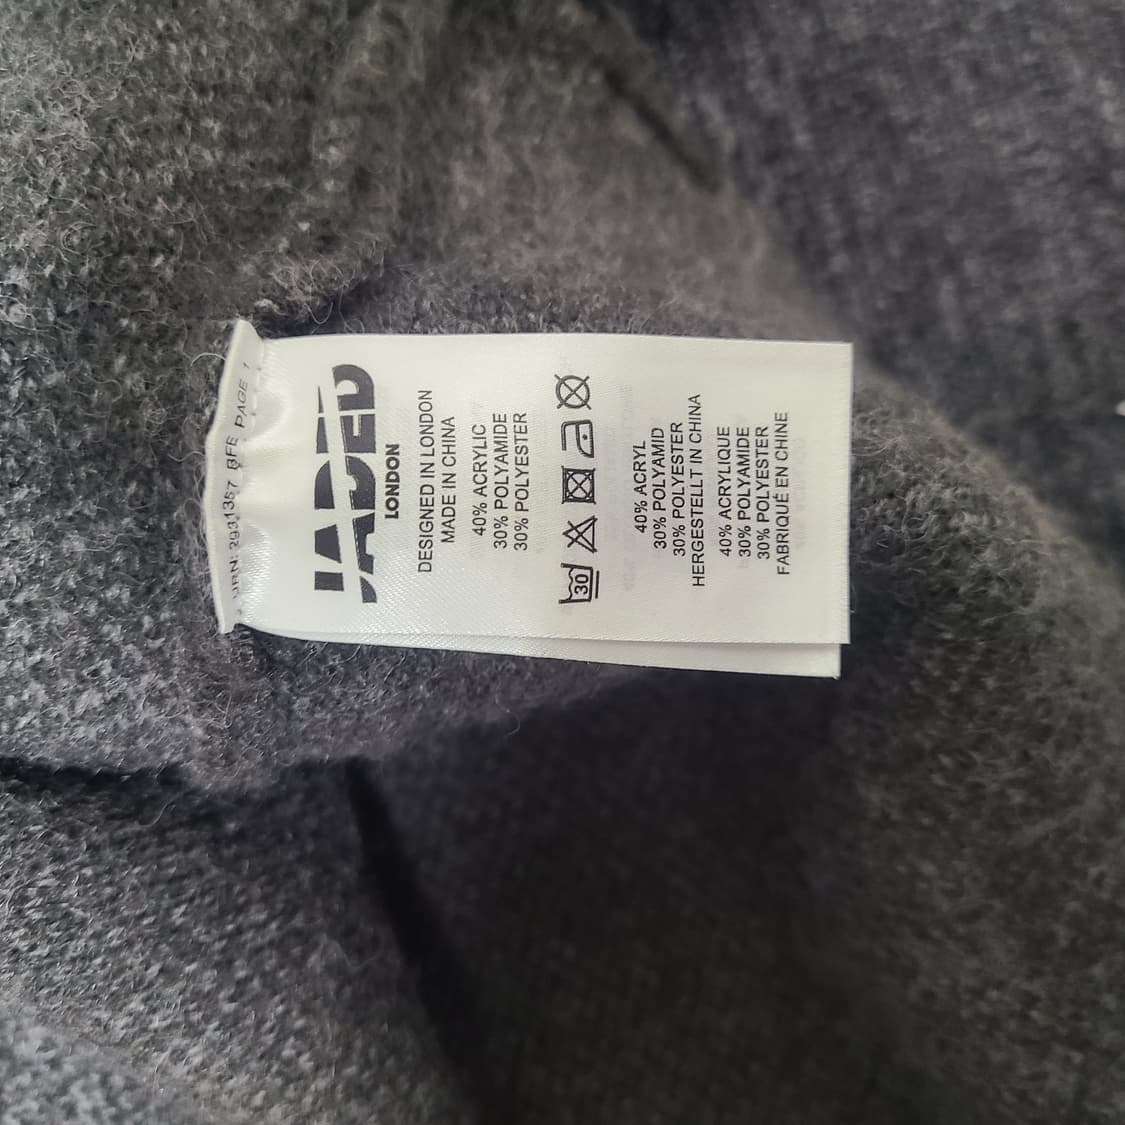 URN: 2931357 BFE PAGE 1
JADED
LONDON
DESIGNED IN LONDON
MADE IN CHINA
40% ACRYLIC
30% POLYAMIDE
30% POLYESTER
30
40% ACRYL
30% POLYAMID
30% POLYESTER
HERGESTELLT IN CHINA
40% ACRYLIQUE
30% POLYAMIDE
30% POLYESTER
FABRIQUÉ EN CHINE